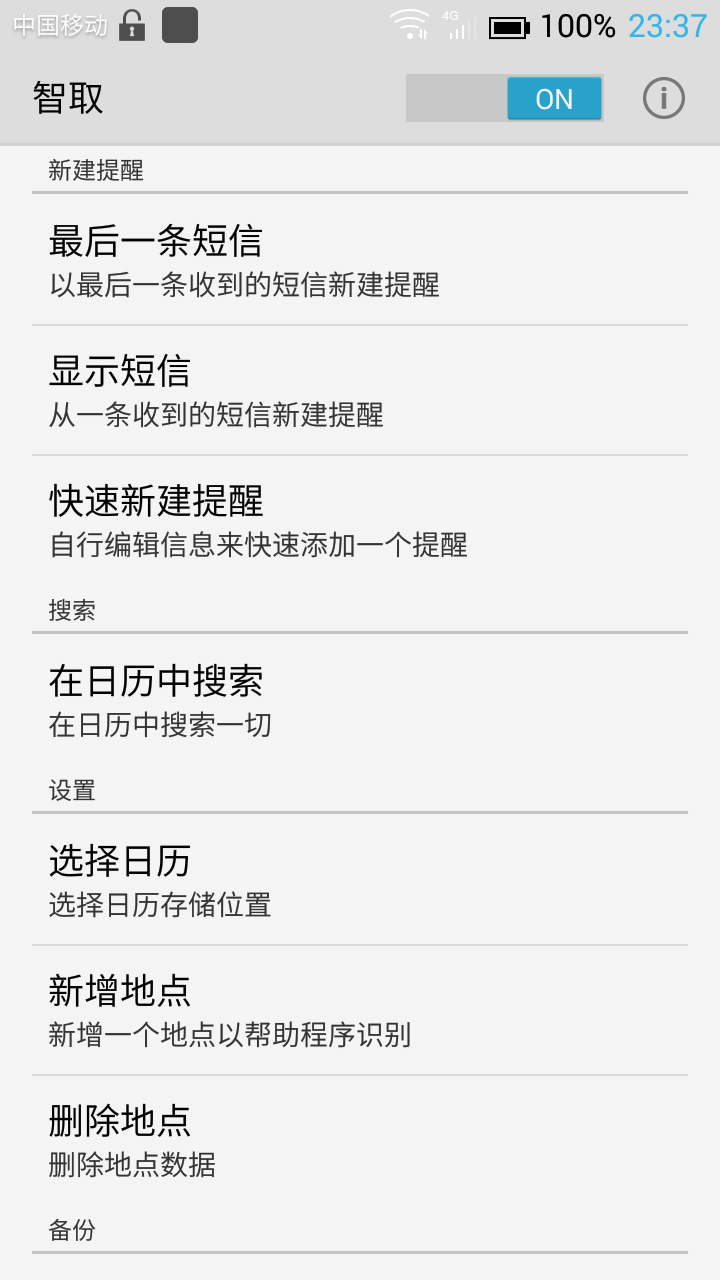 中国移动 4G 100% 23:37
智取 ON
新建提醒
最后一条短信
以最后一条收到的短信新建提醒
显示短信
从一条收到的短信新建提醒
快速新建提醒
自行编辑信息来快速添加一个提醒
搜索
在日历中搜索
在日历中搜索一切
设置
选择日历
选择日历存储位置
新增地点
新增一个地点以帮助程序识别
删除地点
删除地点数据
备份